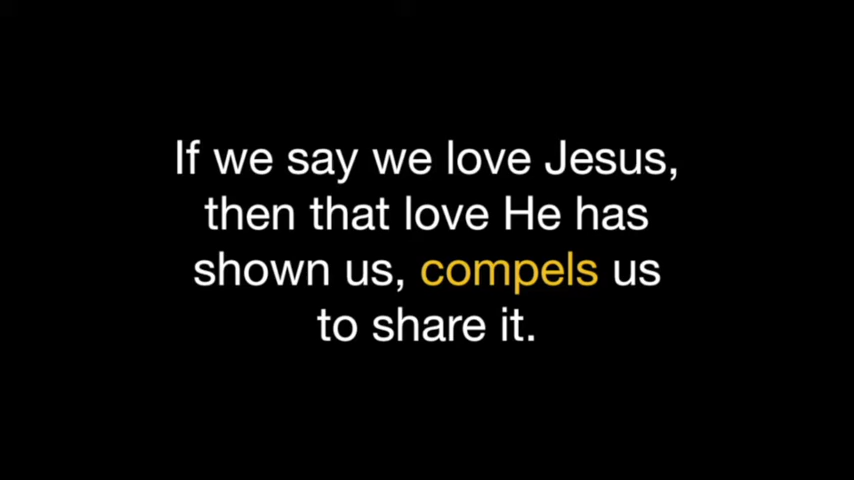 If we say we love Jesus,
then that love He has
shown us, compels us
to share it.